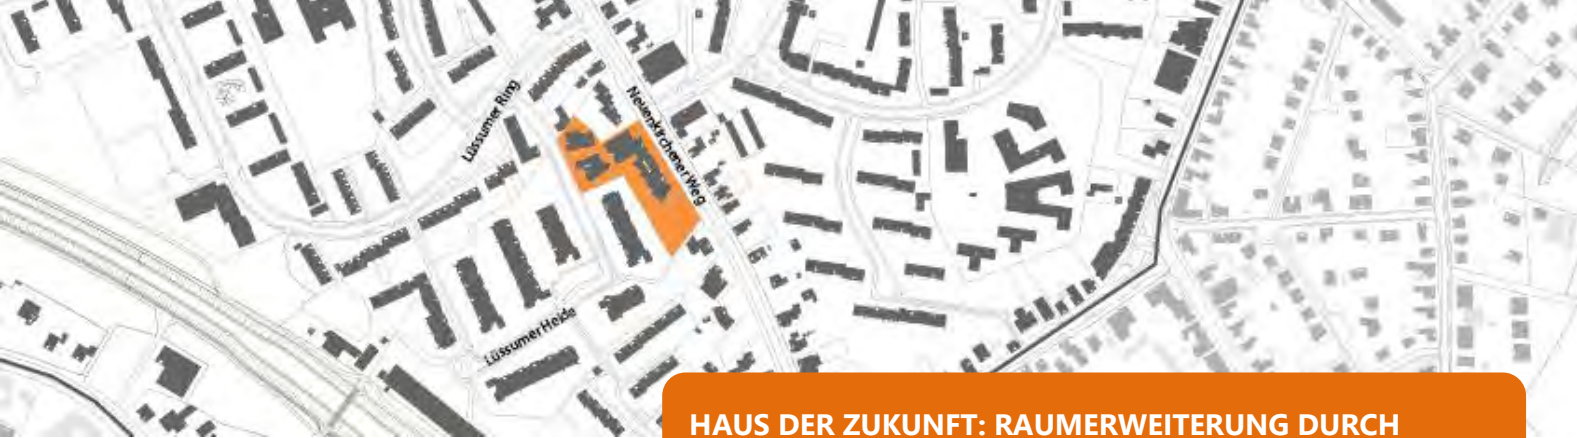 Neuenkirchener Weg
Lüssumer Ring
Lüssumer Heide
HAUS DER ZUKUNFT: RAUMERWEITERUNG DURCH